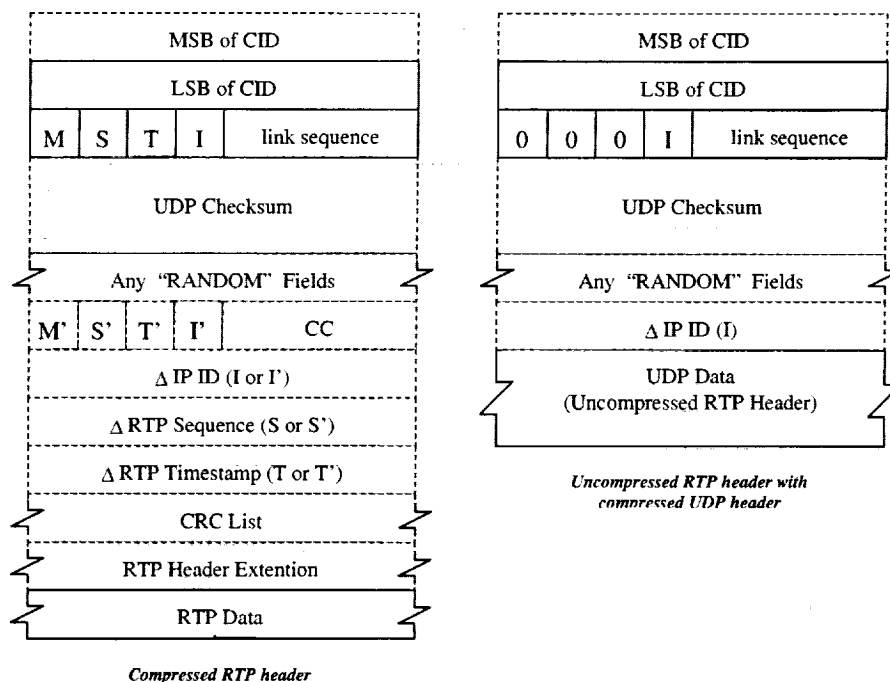 MSB of CID
LSB of CID
M S T I link sequence
UDP Checksum
Any “RANDOM” Fields
M’ S’ T’ I’ CC
Δ IP ID (I or I’)
Δ RTP Sequence (S or S’)
Δ RTP Timestamp (T or T’)
CRC List
RTP Header Extention
RTP Data
Compressed RTP header
MSB of CID
LSB of CID
0 0 0 I link sequence
UDP Checksum
Any “RANDOM” Fields
Δ IP ID (I)
UDP Data
(Uncompressed RTP Header)
Uncompressed RTP header with
compressed UDP header